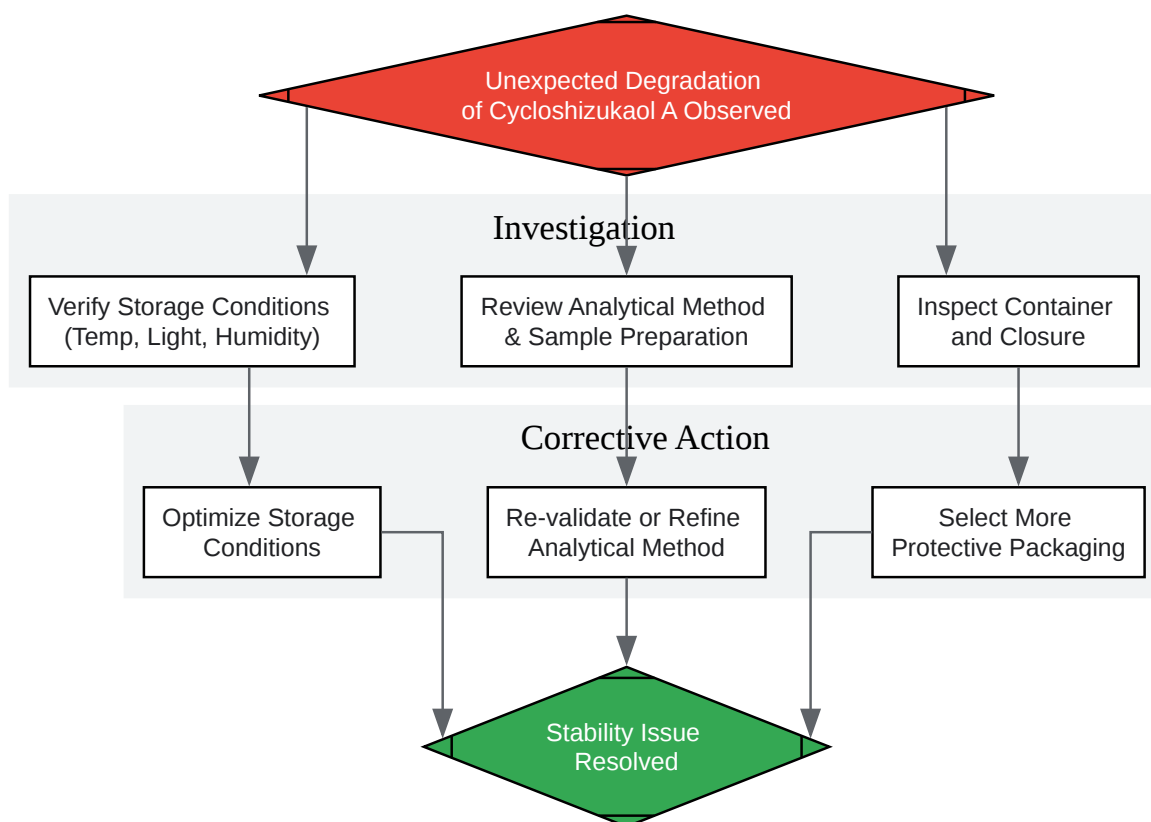 Unexpected Degradation
of Cycloshizukaol A Observed
Investigation
Verify Storage Conditions
(Temp, Light, Humidity)
Review Analytical Method
& Sample Preparation
Inspect Container
and Closure
Corrective Action
Optimize Storage
Conditions
Re-validate or Refine
Analytical Method
Select More
Protective Packaging
Stability Issue
Resolved